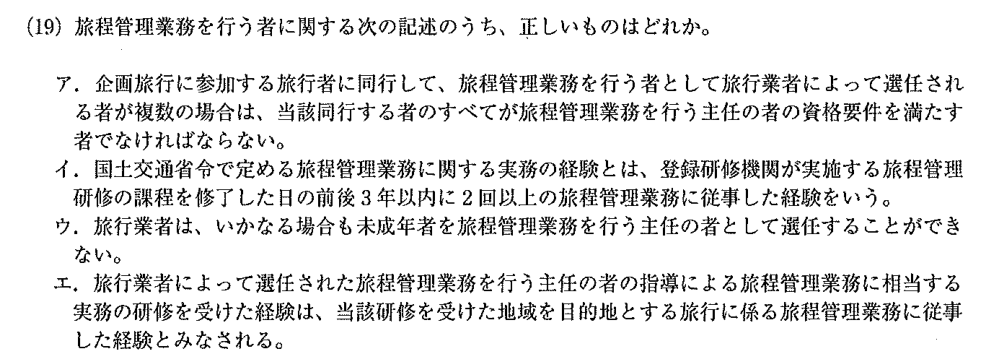 (19) 旅程管理業務を行う者に関する次の記述のうち、正しいものはどれか。
ア．企画旅行に参加する旅行者に同行して、旅程管理業務を行う者として旅行業者によって選任され
る者が複数の場合は、当該同行する者のすべてが旅程管理業務を行う主任の者の資格要件を満たす
者でなければならない。
イ．国土交通省令で定める旅程管理業務に関する実務の経験とは、登録研修機関が実施する旅程管理
研修の課程を修了した日の前後3年以内に2回以上の旅程管理業務に従事した経験をいう。
ウ．旅行業者は、いかなる場合も未成年者を旅程管理業務を行う主任の者として選任することができ
ない。
エ．旅行業者によって選任された旅程管理業務を行う主任の者の指導による旅程管理業務に相当する
実務の研修を受けた経験は、当該研修を受けた地域を目的地とする旅行に係る旅程管理業務に従事
した経験とみなされる。